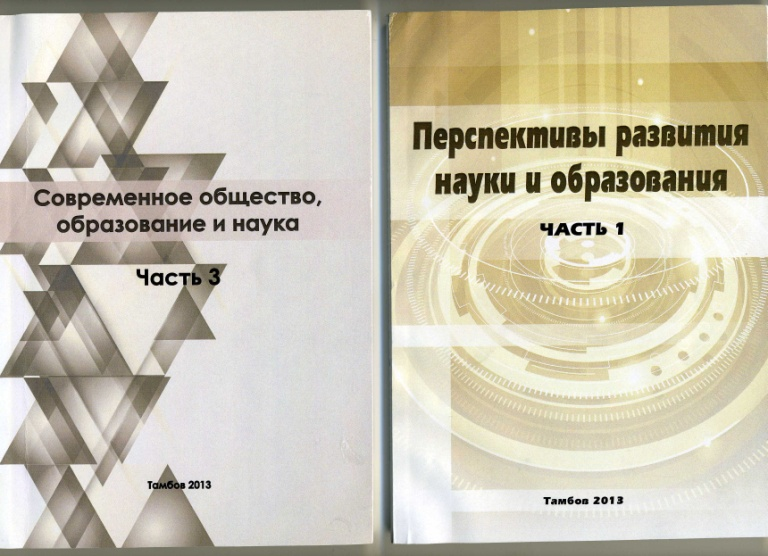 Современное общество,
образование и наука
Часть 3
Тамбов 2013
Перспективы развития
науки и образования
ЧАСТЬ 1
Тамбов 2013